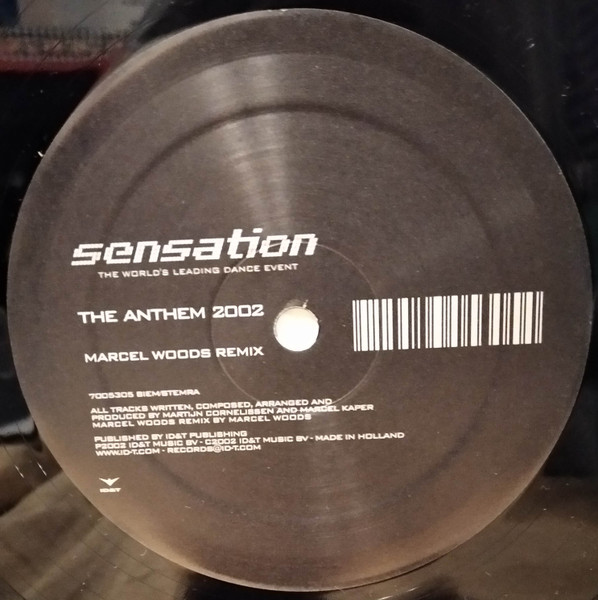 sensation
THE WORLD'S LEADING DANCE EVENT
THE ANTHEM 2002
MARCEL WOODS REMIX
7005305 BIEM/STEMRA
ALL TRACKS WRITTEN, COMPOSED, ARRANGED AND
PRODUCED BY MARTIJN CORNELISSEN AND MARCEL KAPER
MARCEL WOODS REMIX BY MARCEL WOODS
PUBLISHED BY ID&T PUBLISHING
P2002 ID&T MUSIC BV - C2002 ID&T MUSIC BV - MADE IN HOLLAND
WWW.ID-T.COM - RECORDS@ID-T.COM
ID&T